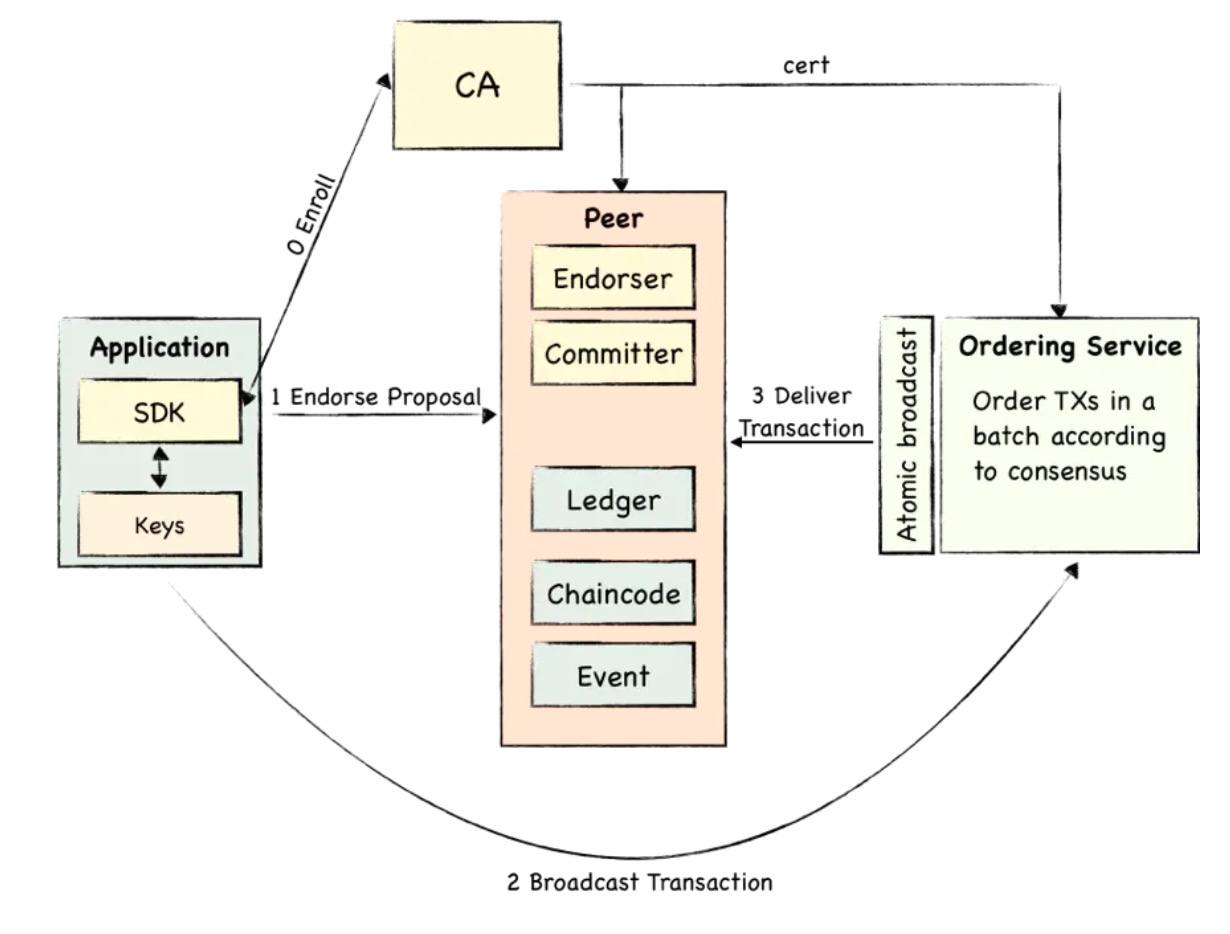 CA
cert
0 Enroll
Peer
Endorser
Committer
Ledger
Chaincode
Event
Application
SDK
Keys
1 Endorse Proposal
3 Deliver
Transaction
Atomic broadcast
Ordering Service
Order TXs in a
batch according
to consensus
2 Broadcast Transaction